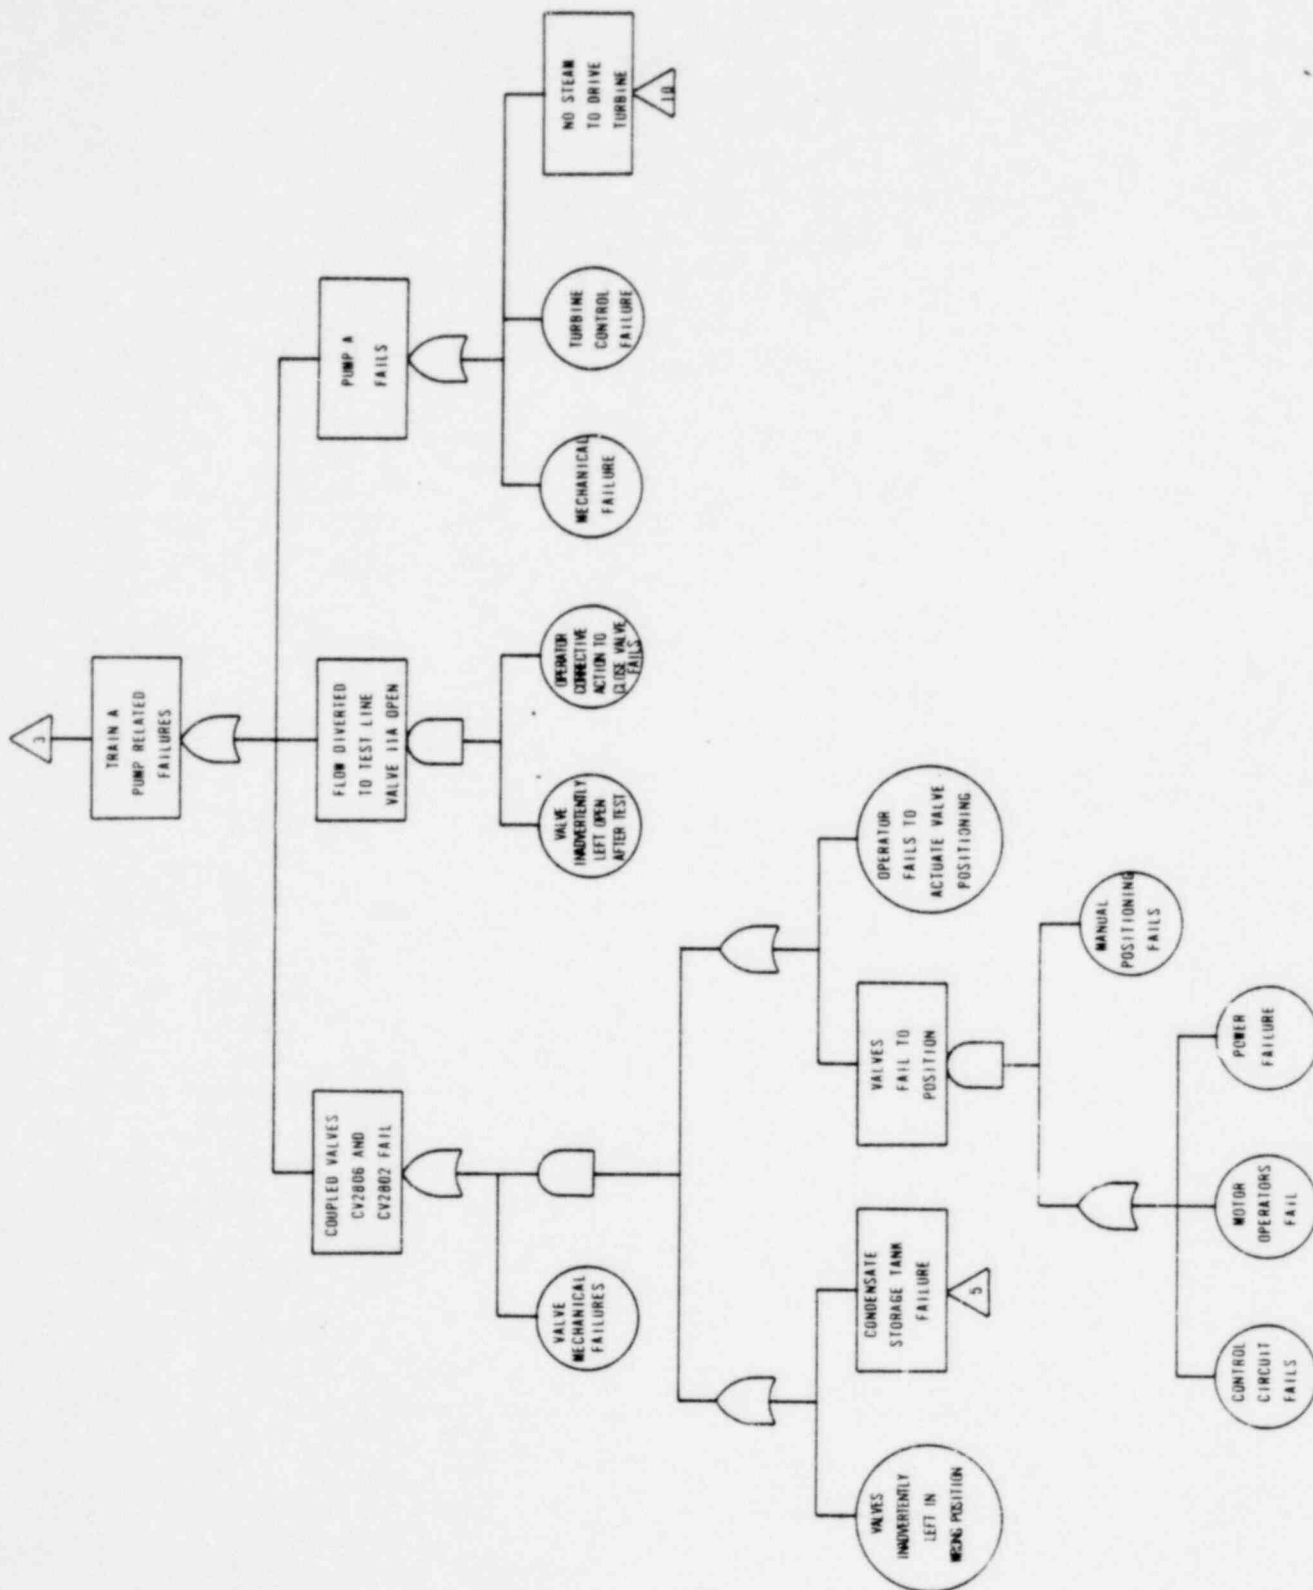 3
TRAIN A
PUMP RELATED
FAILURES
COUPLED VALVES
CV2806 AND
CV2802 FAIL
FLOW DIVERTED
TO TEST LINE
VALVE 11A OPEN
PUMP A
FAILS
VALVE
MECHANICAL
FAILURES
VALVE
INADVERTENTLY
LEFT OPEN
AFTER TEST
OPERATOR
CORRECTIVE
ACTION TO
CLOSE VALVE
FAILS
MECHANICAL
FAILURE
TURBINE
CONTROL
FAILURE
NO STEAM
TO DRIVE
TURBINE
10
VALVES
INADVERTENTLY
LEFT IN
WRONG POSITION
CONDENSATE
STORAGE TANK
FAILURE
5
VALVES
FAIL TO
POSITION
OPERATOR
FAILS TO
ACTUATE VALVE
POSITIONING
MANUAL
POSITIONING
FAILS
CONTROL
CIRCUIT
FAILS
MOTOR
OPERATORS
FAIL
POWER
FAILURE